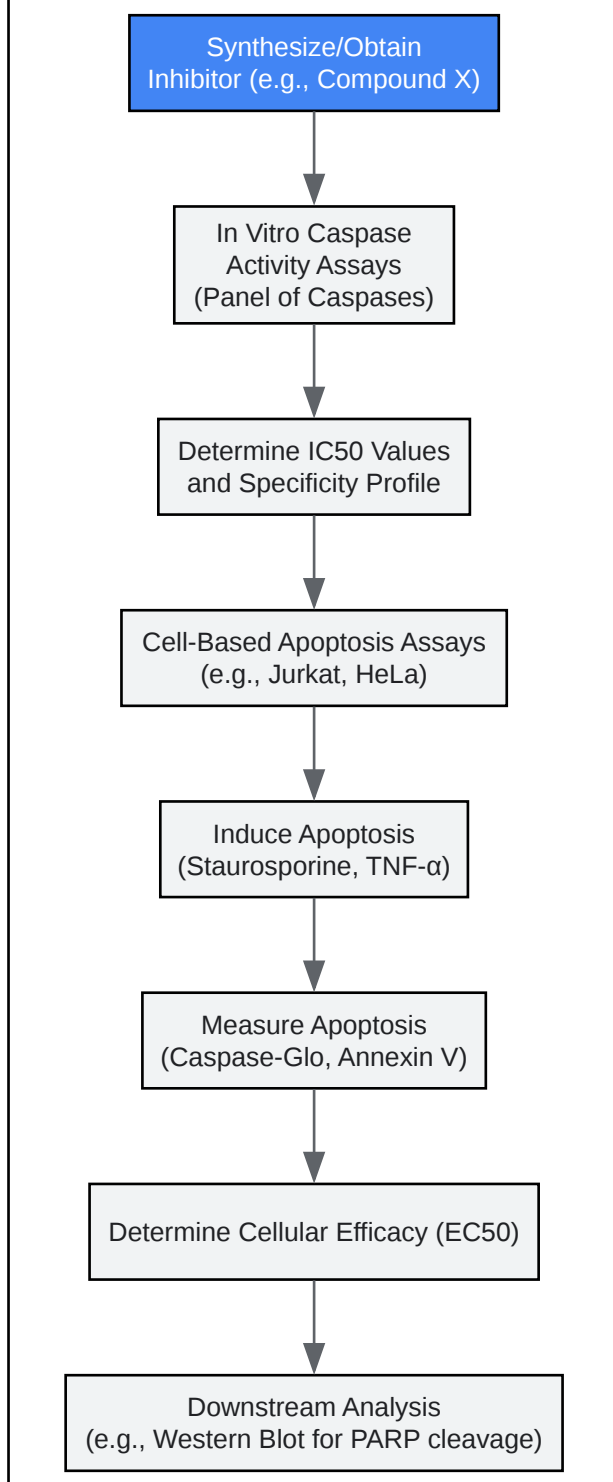 Synthesize/Obtain
Inhibitor (e.g., Compound X)
In Vitro Caspase
Activity Assays
(Panel of Caspases)
Determine IC50 Values
and Specificity Profile
Cell-Based Apoptosis Assays
(e.g., Jurkat, HeLa)
Induce Apoptosis
(Staurosporine, TNF-α)
Measure Apoptosis
(Caspase-Glo, Annexin V)
Determine Cellular Efficacy (EC50)
Downstream Analysis
(e.g., Western Blot for PARP cleavage)